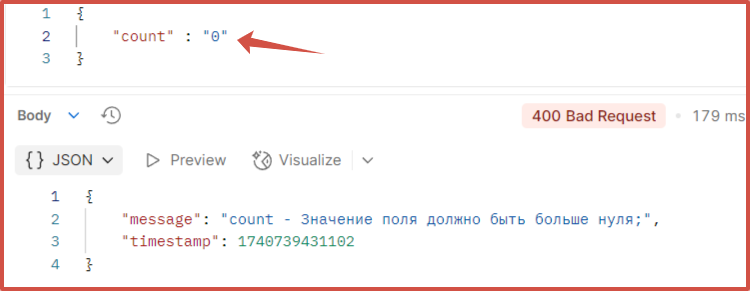 1 {
2 "count" : "0"
3 }
Body 400 Bad Request 179 ms
{} JSON Preview Visualize
1 {
2 "message": "count - Значение поля должно быть больше нуля;",
3 "timestamp": 1740739431102
4 }